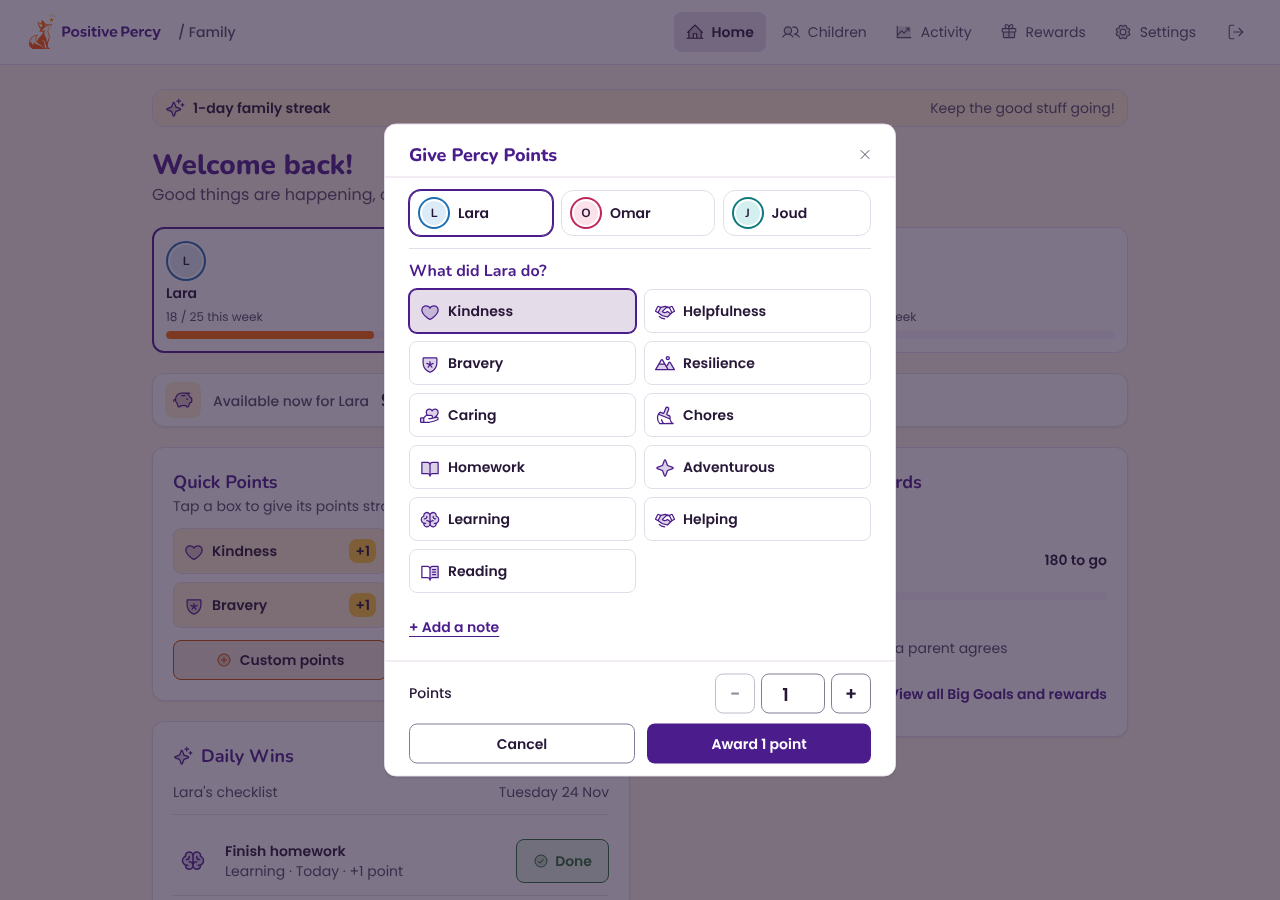 Positive Percy / Family
Home
Children
Activity
Rewards
Settings
1-day family streak
Keep the good stuff going!
Welcome back!
Good things are happening,
L
Lara
18 / 25 this week
Available now for Lara
Quick Points
Tap a box to give its points
Kindness +1
Bravery +1
Custom points
Daily Wins
Lara's checklist
Tuesday 24 Nov
Finish homework
Learning · Today · +1 point
Done
180 to go
a parent agrees
View all Big Goals and rewards
Give Percy Points
L Lara
O Omar
J Joud
What did Lara do?
Kindness
Helpfulness
Bravery
Resilience
Caring
Chores
Homework
Adventurous
Learning
Helping
Reading
+ Add a note
Points
− 1 +
Cancel
Award 1 point